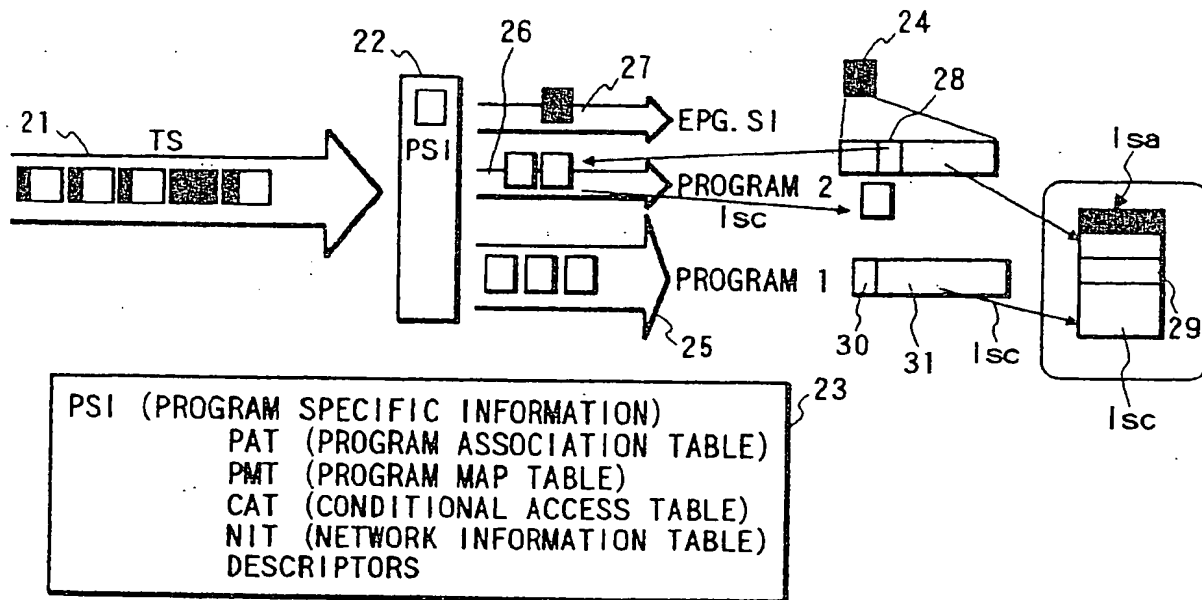 21
TS
22
PSI
26
27
EPG. SI
PROGRAM 2
Isc
PROGRAM 1
25
24
28
Isa
30
31
Isc
29
Isc
23
PSI (PROGRAM SPECIFIC INFORMATION)
PAT (PROGRAM ASSOCIATION TABLE)
PMT (PROGRAM MAP TABLE)
CAT (CONDITIONAL ACCESS TABLE)
NIT (NETWORK INFORMATION TABLE)
DESCRIPTORS